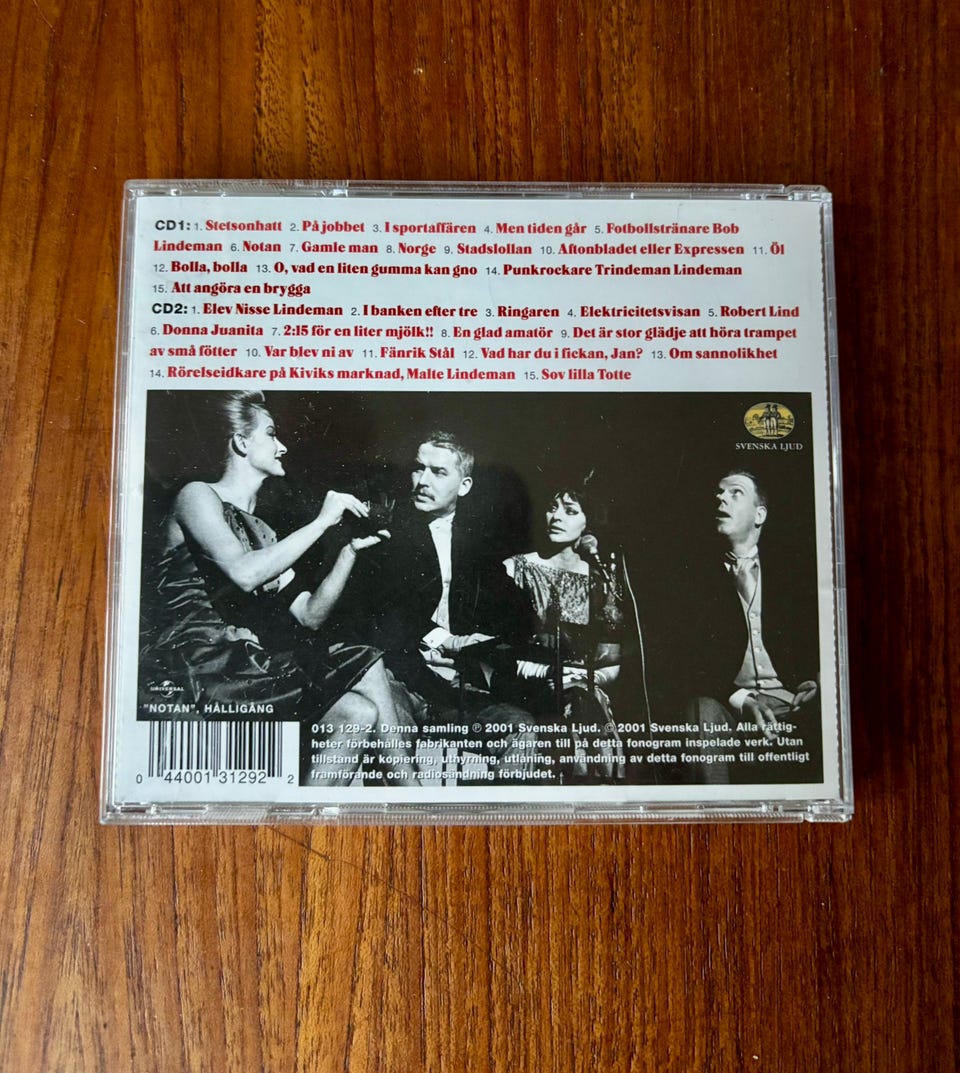 CD1: 1. Stetsonhatt 2. På jobbet 3. I sportaffären 4. Men tiden går 5. Fotbollstränare Bob
Lindeman 6. Notan 7. Gamle man 8. Norge 9. Stadslollan 10. Aftonbladet eller Expressen 11. Öl
12. Bolla, bolla 13. O, vad en liten gumma kan gno 14. Punkrockare Trindeman Lindeman
15. Att angöra en brygga
CD2: 1. Elev Nisse Lindeman 2. I banken efter tre 3. Ringaren 4. Elektricitetsvisan 5. Robert Lind
6. Donna Juanita 7. 2:15 för en liter mjölk!! 8. En glad amatör 9. Det är stor glädje att höra trampet
av små fötter 10. Var blev ni av 11. Fänrik Stål 12. Vad har du i fickan, Jan? 13. Om sannolikhet
14. Rörelseidkare på Kiviks marknad, Malte Lindeman 15. Sov lilla Totte
SVENSKA LJUD
UNIVERSAL
"NOTAN", HALLIGÅNG
013 129-2. Denna samling ℗ 2001 Svenska Ljud. © 2001 Svenska Ljud. Alla rättig-
heter förbehålles fabrikanten och ägaren till på detta fonogram inspelade verk. Utan
tillstånd är kopiering, uthyrning, utlåning, användning av detta fonogram till offentligt
framförande och radiosändning förbjudet.
0 44001 31292 2